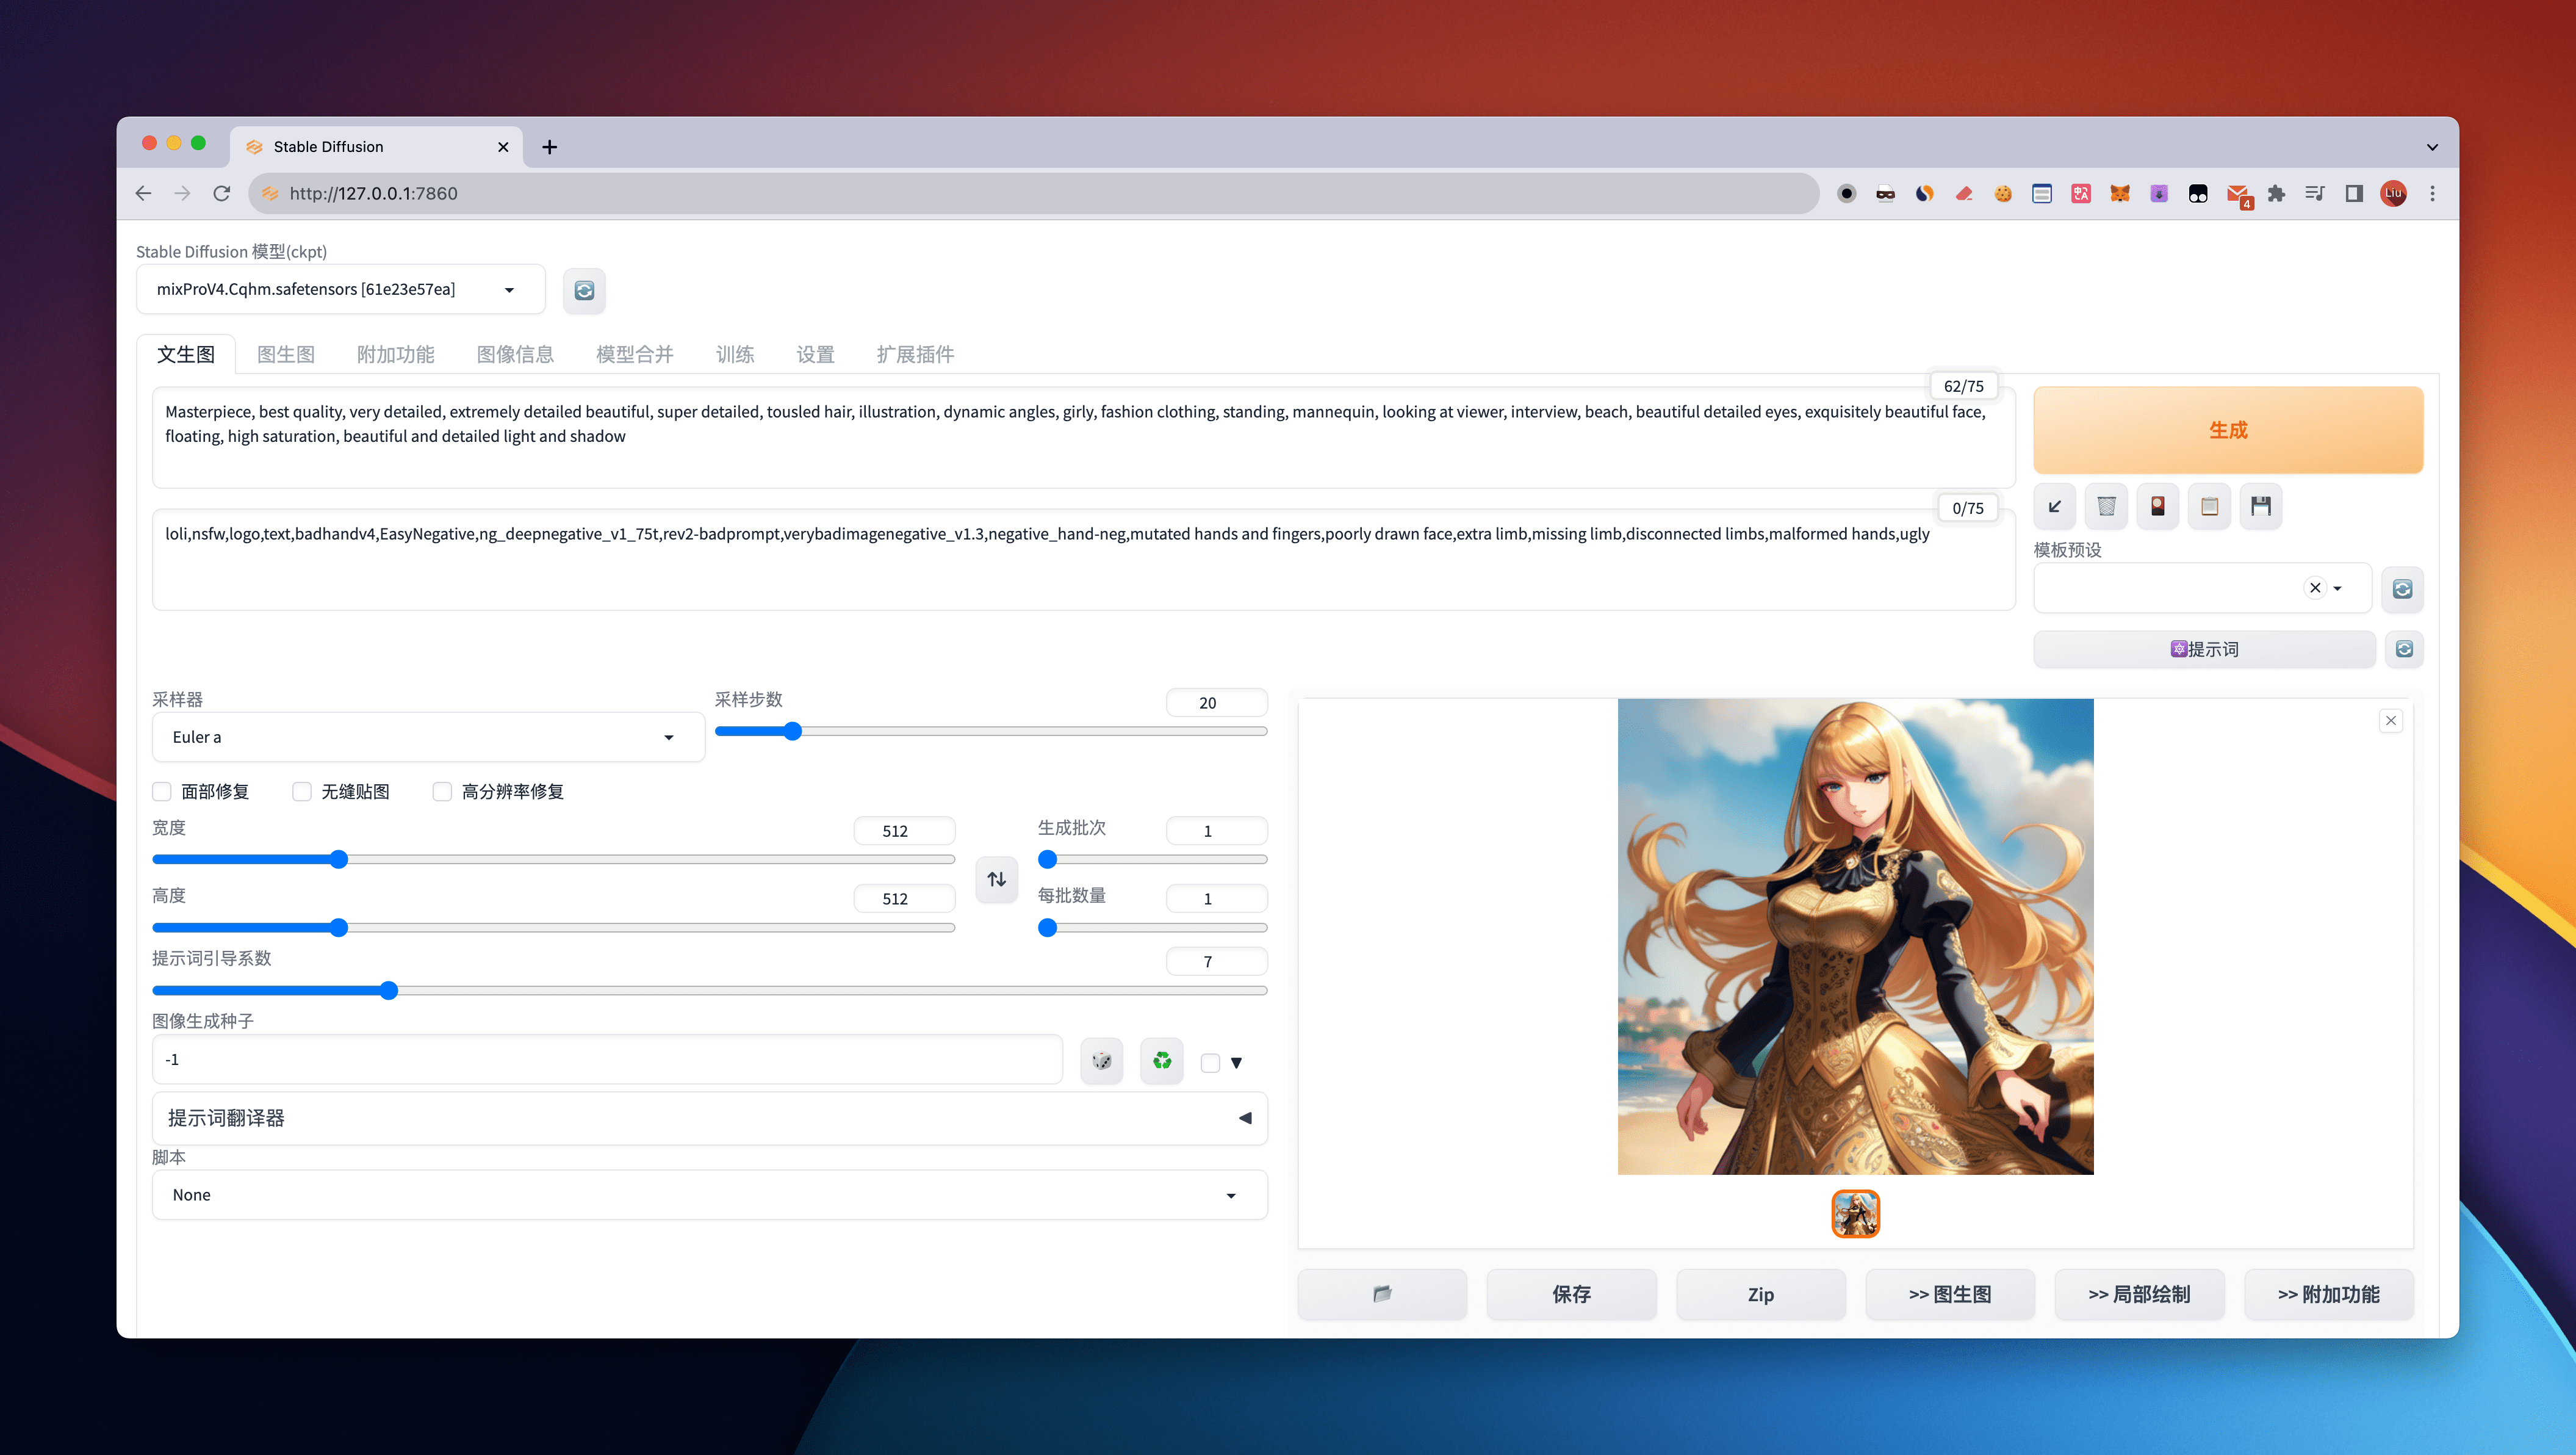 Stable Diffusion
http://127.0.0.1:7860
4
Liu
Stable Diffusion 模型(ckpt)
mixProV4.Cqhm.safetensors [61e23e57ea]
文生图 图生图 附加功能 图像信息 模型合并 训练 设置 扩展插件
62/75
Masterpiece, best quality, very detailed, extremely detailed beautiful, super detailed, tousled hair, illustration, dynamic angles, girly, fashion clothing, standing, mannequin, looking at viewer, interview, beach, beautiful detailed eyes, exquisitely beautiful face,
floating, high saturation, beautiful and detailed light and shadow
生成
0/75
loli,nsfw,logo,text,badhandv4,EasyNegative,ng_deepnegative_v1_75t,rev2-badprompt,verybadimagenegative_v1.3,negative_hand-neg,mutated hands and fingers,poorly drawn face,extra limb,missing limb,disconnected limbs,malformed hands,ugly
模板预设
提示词
采样器
Euler a
采样步数
20
面部修复 无缝贴图 高分辨率修复
宽度
512
生成批次
1
高度
512
每批数量
1
提示词引导系数
7
图像生成种子
-1
提示词翻译器
脚本
None
保存
Zip
>> 图生图
>> 局部绘制
>> 附加功能